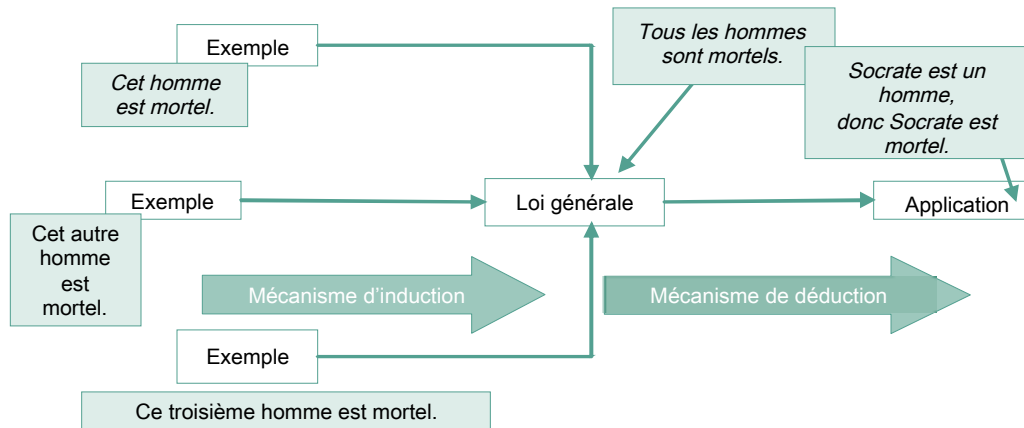 Exemple
Cet homme
est mortel.
Tous les hommes
sont mortels.
Socrate est un
homme,
donc Socrate est
mortel.
Exemple
Cet autre
homme
est
mortel.
Loi générale
Application
Mécanisme d’induction
Mécanisme de déduction
Exemple
Ce troisième homme est mortel.